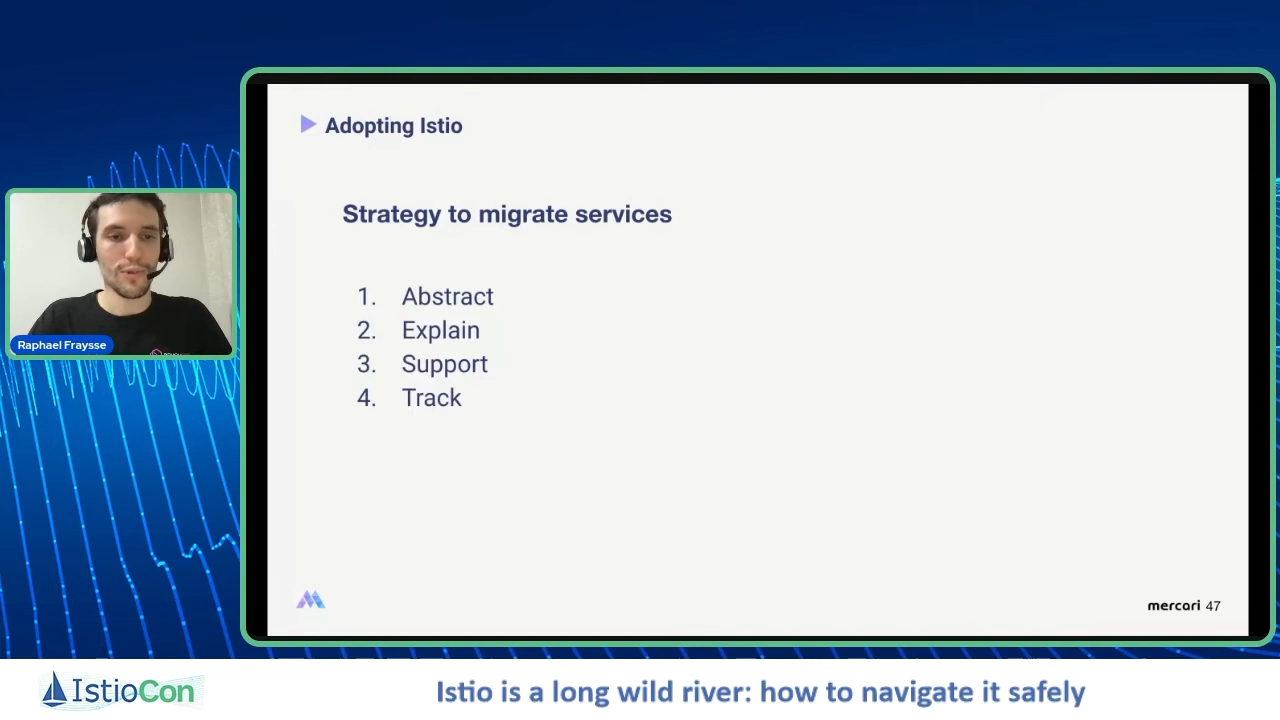 Adopting Istio
Strategy to migrate services
1. Abstract
2. Explain
3. Support
4. Track
Raphael Fraysse
mercari 47
IstioCon
Istio is a long wild river: how to navigate it safely